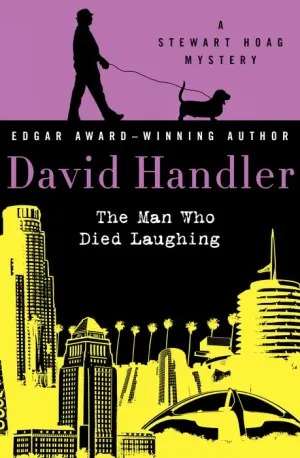 A
STEWART HOAG
MYSTERY
EDGAR AWARD–WINNING AUTHOR
David Handler
The Man Who
Died Laughing